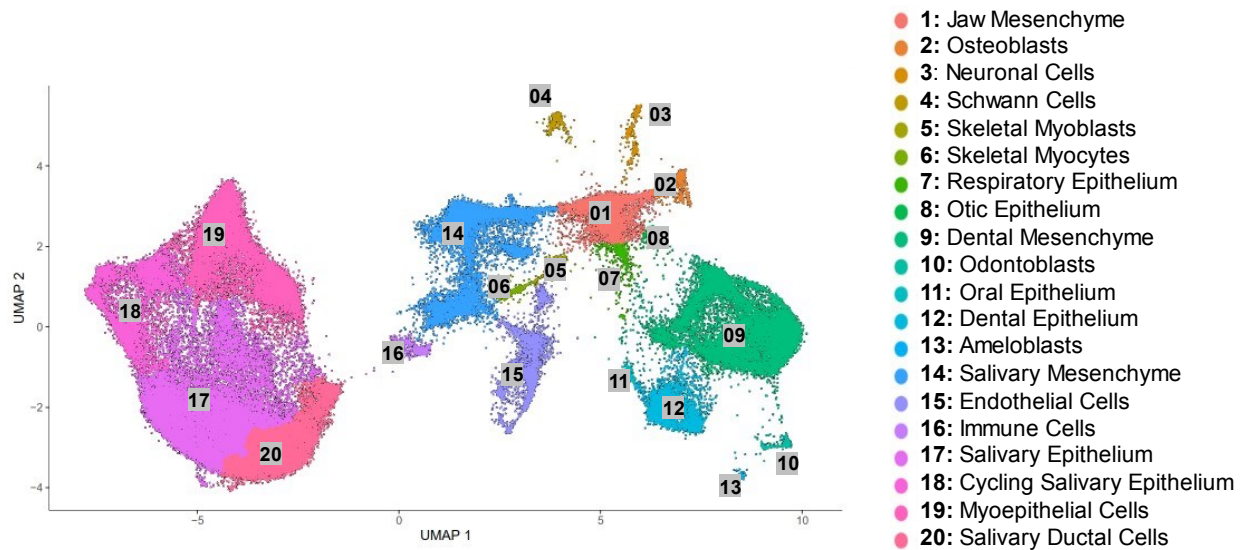 1: Jaw Mesenchyme
2: Osteoblasts
3: Neuronal Cells
4: Schwann Cells
5: Skeletal Myoblasts
6: Skeletal Myocytes
7: Respiratory Epithelium
8: Otic Epithelium
9: Dental Mesenchyme
10: Odontoblasts
11: Oral Epithelium
12: Dental Epithelium
13: Ameloblasts
14: Salivary Mesenchyme
15: Endothelial Cells
16: Immune Cells
17: Salivary Epithelium
18: Cycling Salivary Epithelium
19: Myoepithelial Cells
20: Salivary Ductal Cells
04
03
02
01
19
14
08
05
07
06
18
09
16
15
11
17
12
20
10
13
4
2
0
−2
−4
UMAP 2
−5
0
5
10
UMAP 1